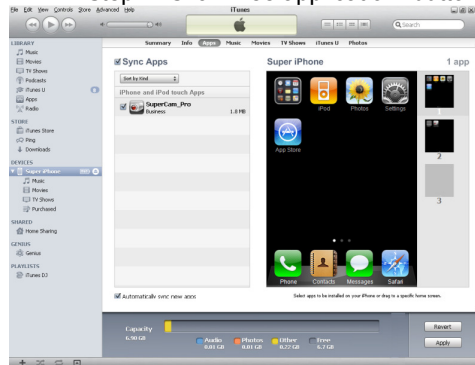 File Edit View Controls Store Advanced Help
iTunes
Search
Summary Info Apps Music Movies TV Shows iTunes U Photos
LIBRARY
Music
Movies
TV Shows
Podcasts
iTunes U
Apps
Radio
STORE
iTunes Store
Ping
Downloads
DEVICES
Super iPhone
Music
Movies
TV Shows
Purchased
SHARED
Home Sharing
GENIUS
Genius
PLAYLISTS
iTunes DJ
Sync Apps
Sort by Kind
iPhone and iPod touch Apps
SuperCam_Pro
Business 1.8 MB
Automatically sync new apps
Super iPhone 1 app
iPod Photos Settings
App Store
Phone Contacts Messages Safari
1
2
3
Select apps to be installed on your iPhone or drag to a specific home screen.
Capacity
6.90 GB
Audio Photos Other Free
0.01 GB 0.01 GB 0.22 GB 6.7 GB
Revert
Apply